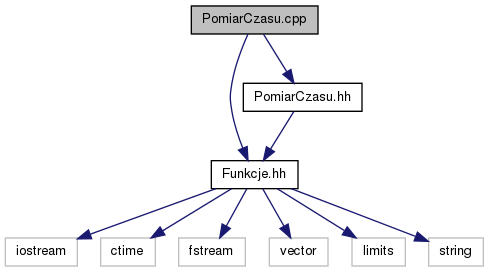 PomiarCzasu.cpp
PomiarCzasu.hh
Funkcje.hh
iostream
ctime
fstream
vector
limits
string